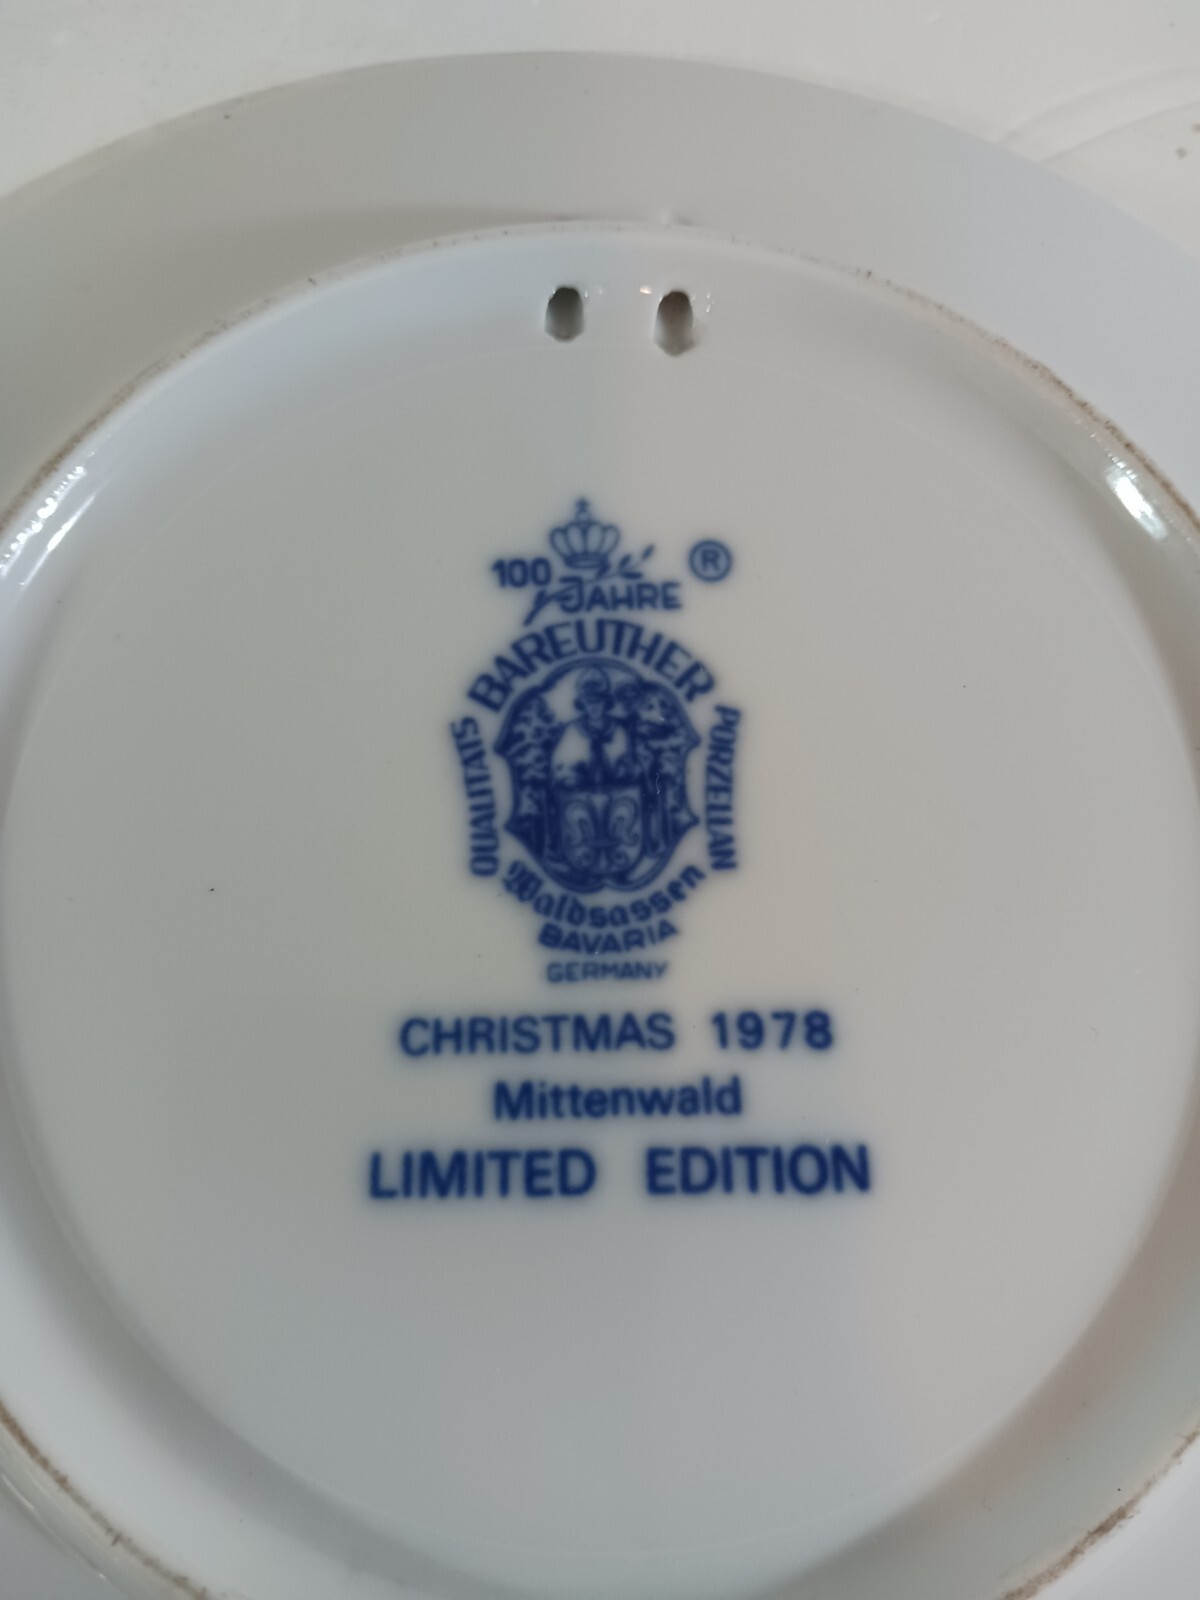 100
JAHRE ®
BAREUTHER
QUALITÄTS
PORZELLAN
Waldsassen
BAVARIA
GERMANY
CHRISTMAS 1978
Mittenwald
LIMITED EDITION